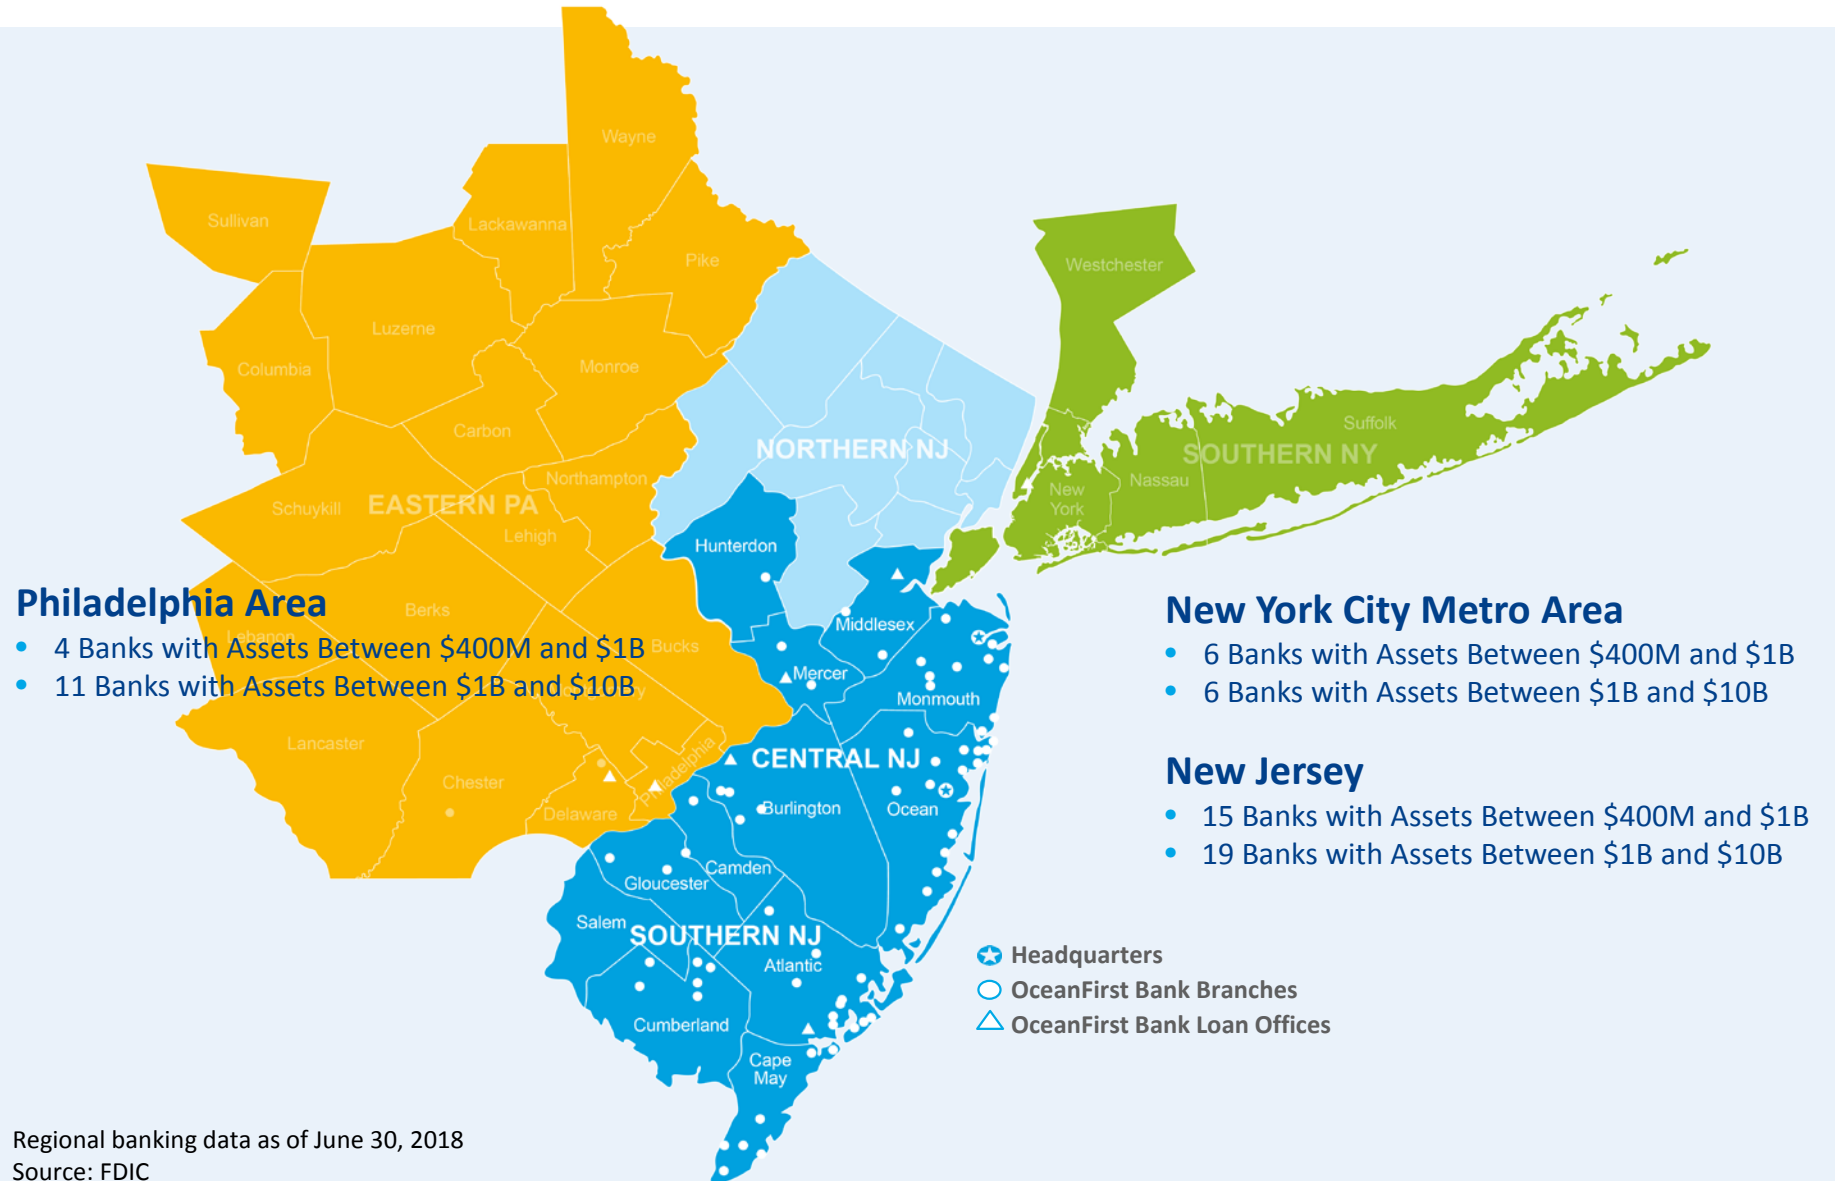 Wayne
Sullivan
Lackawanna
Pike
Westchester
Luzerne
Columbia
Monroe
Carbon
Suffolk
NORTHERN NJ
SOUTHERN NY
Northampton
Nassau
New
York
Schuykill
EASTERN PA
Lehigh
Hunterdon
Philadelphia Area
Berks
Lebanon
Bucks
• 4 Banks with Assets Between $400M and $1B
• 11 Banks with Assets Between $1B and $10B
Middlesex
Mercer
Monmouth
New York City Metro Area
• 6 Banks with Assets Between $400M and $1B
• 6 Banks with Assets Between $1B and $10B
Lancaster
Chester
Philadelphia
Delaware
CENTRAL NJ
Burlington
Ocean
New Jersey
• 15 Banks with Assets Between $400M and $1B
• 19 Banks with Assets Between $1B and $10B
Camden
Gloucester
Salem
SOUTHERN NJ
Atlantic
Cumberland
Cape
May
Headquarters
OceanFirst Bank Branches
OceanFirst Bank Loan Offices
Regional banking data as of June 30, 2018
Source: FDIC